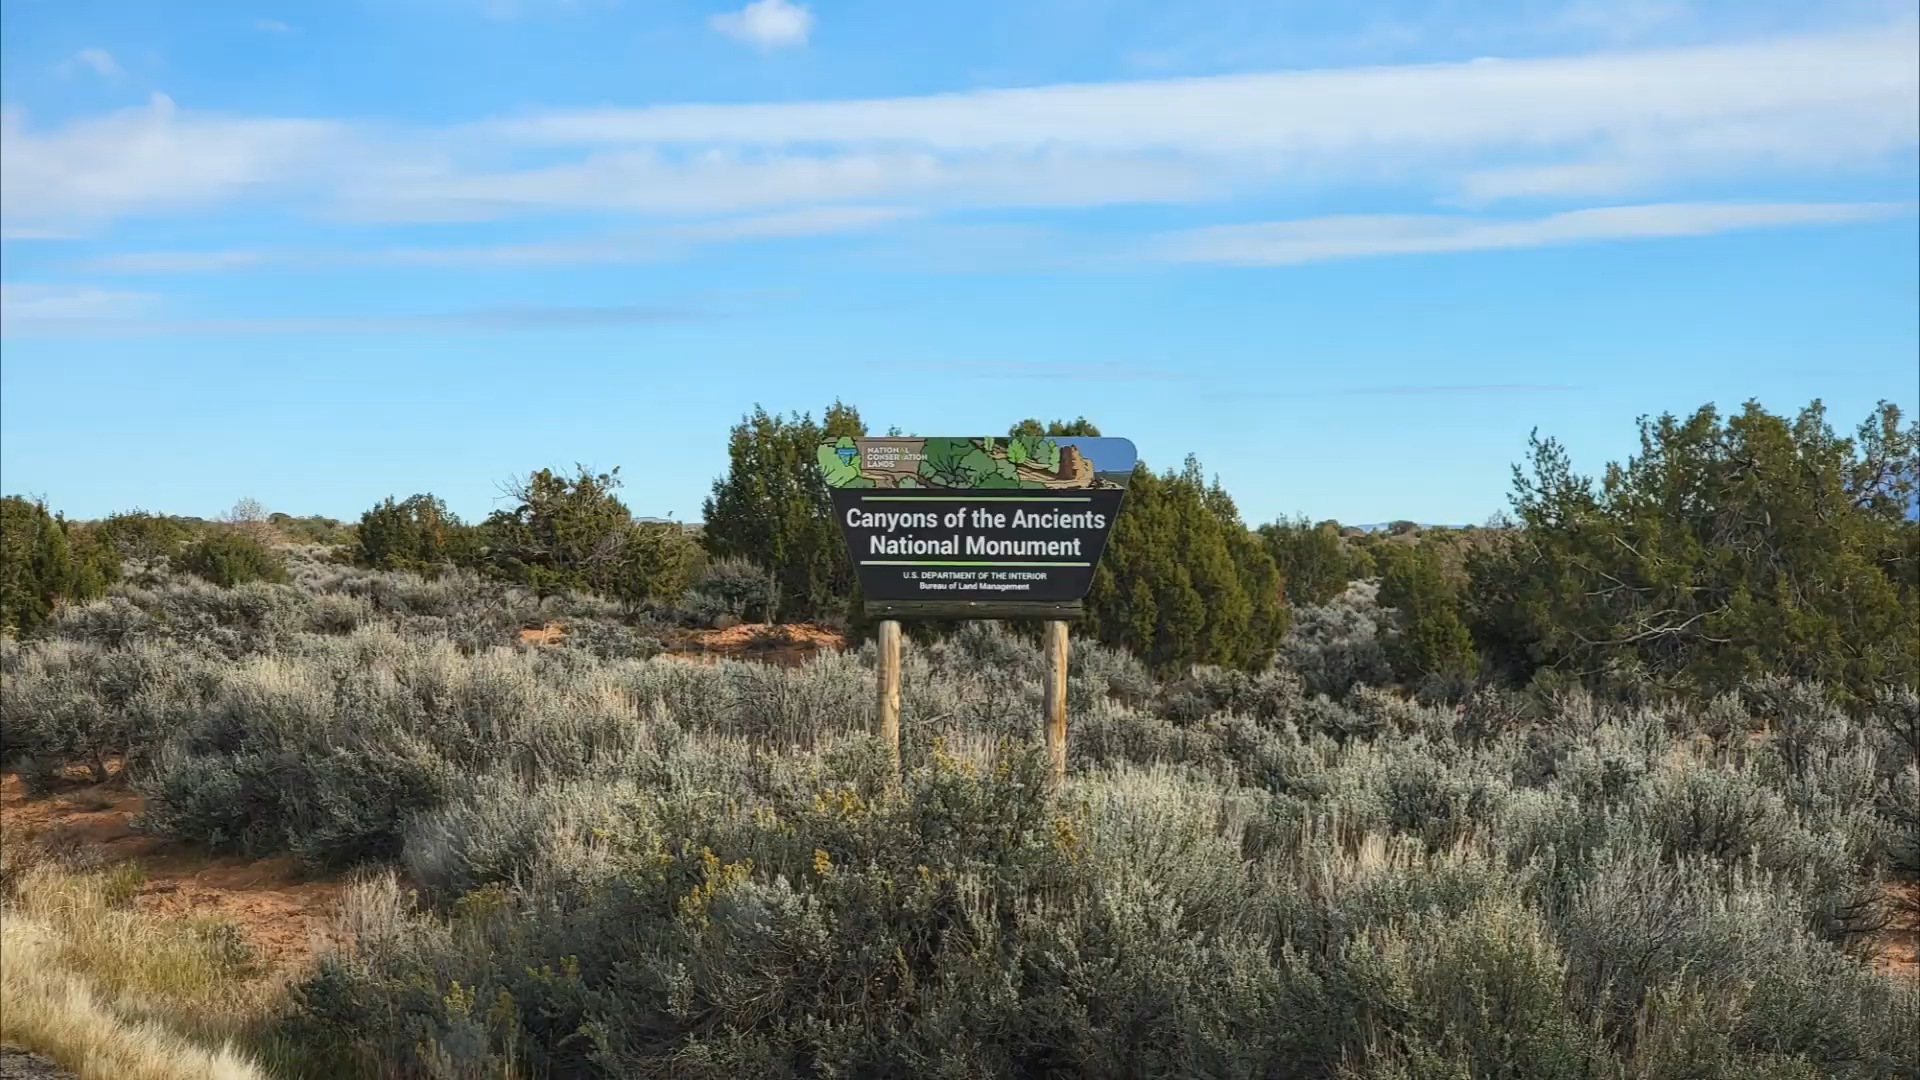 NATIONAL
CONSERVATION
LANDS
Canyons of the Ancients
National Monument
U.S. DEPARTMENT OF THE INTERIOR
Bureau of Land Management